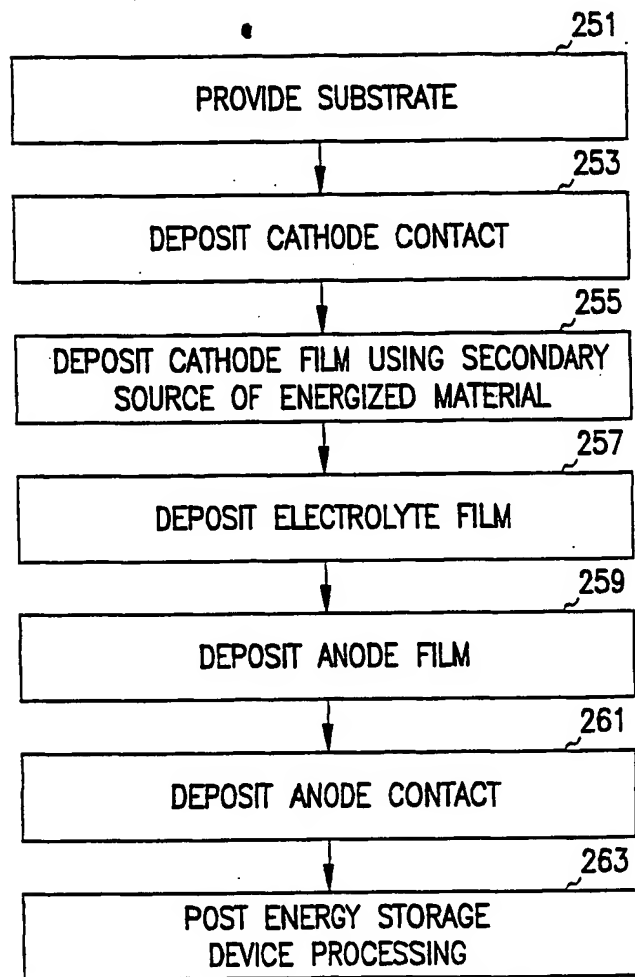 251
PROVIDE SUBSTRATE
253
DEPOSIT CATHODE CONTACT
255
DEPOSIT CATHODE FILM USING SECONDARY
SOURCE OF ENERGIZED MATERIAL
257
DEPOSIT ELECTROLYTE FILM
259
DEPOSIT ANODE FILM
261
DEPOSIT ANODE CONTACT
263
POST ENERGY STORAGE
DEVICE PROCESSING